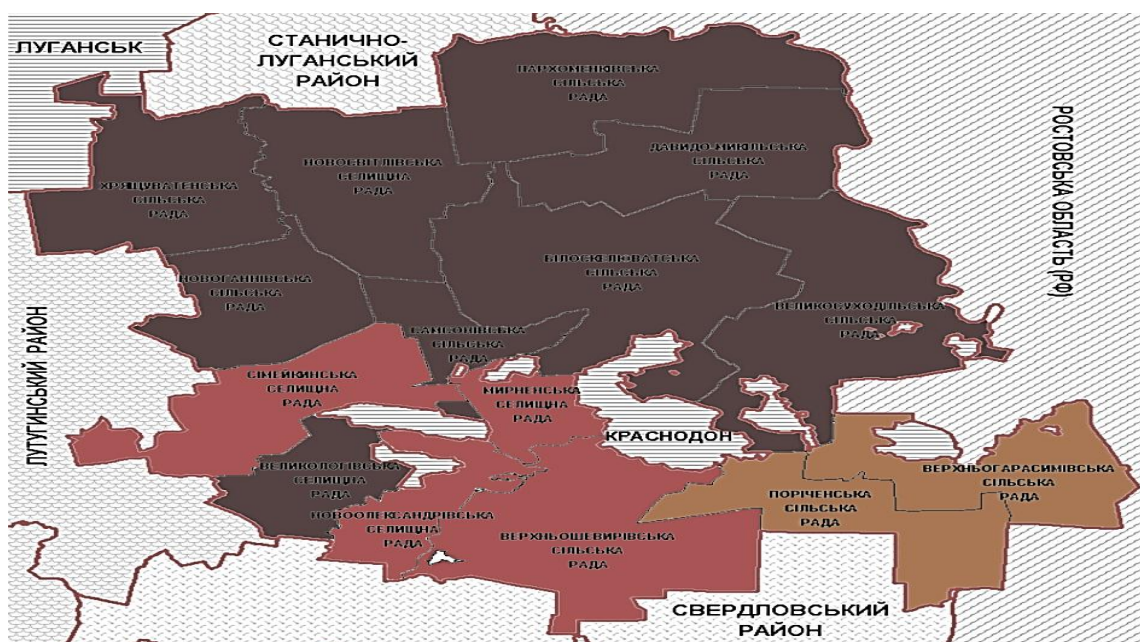 ЛУГАНСЬК
СТАНИЧНО-
ЛУГАНСЬКИЙ
РАЙОН
ПАРХОМЕНКІВСЬКА
СІЛЬСЬКА
РАДА
ДАВИДО-МИКІЛЬСЬКА
СІЛЬСЬКА
РАДА
НОВОСВІТЛІВСЬКА
СЕЛИЩНА
РАДА
ХРЯЩУВАТЕНСЬКА
СІЛЬСЬКА
РАДА
РОСТОВСЬКА ОБЛАСТЬ (РФ)
НОВОГАННІВСЬКА
СІЛЬСЬКА
РАДА
БІЛОСКЕЛЮВАТСЬКА
СІЛЬСЬКА
РАДА
ВЕЛИКОСУХОДІЛЬСЬКА
СІЛЬСЬКА
РАДА
САМСОНІВСЬКА
СІЛЬСЬКА
РАДА
ЛУТУГИНСЬКИЙ РАЙОН
СІМЕЙКИНСЬКА
СЕЛИЩНА
РАДА
МИРНЕНСЬКА
СЕЛИЩНА
РАДА
КРАСНОДОН
ВЕЛИКОЛОГІВСЬКА
СЕЛИЩНА
РАДА
ВЕРХНЬОГАРАСИМІВСЬКА
СІЛЬСЬКА
РАДА
ПОРІЧЕНСЬКА
СІЛЬСЬКА
РАДА
НОВООЛЕКСАНДРІВСЬКА
СЕЛИЩНА
РАДА
ВЕРХНЬОШЕВИРІВСЬКА
СІЛЬСЬКА
РАДА
СВЕРДЛОВСЬКИЙ
РАЙОН